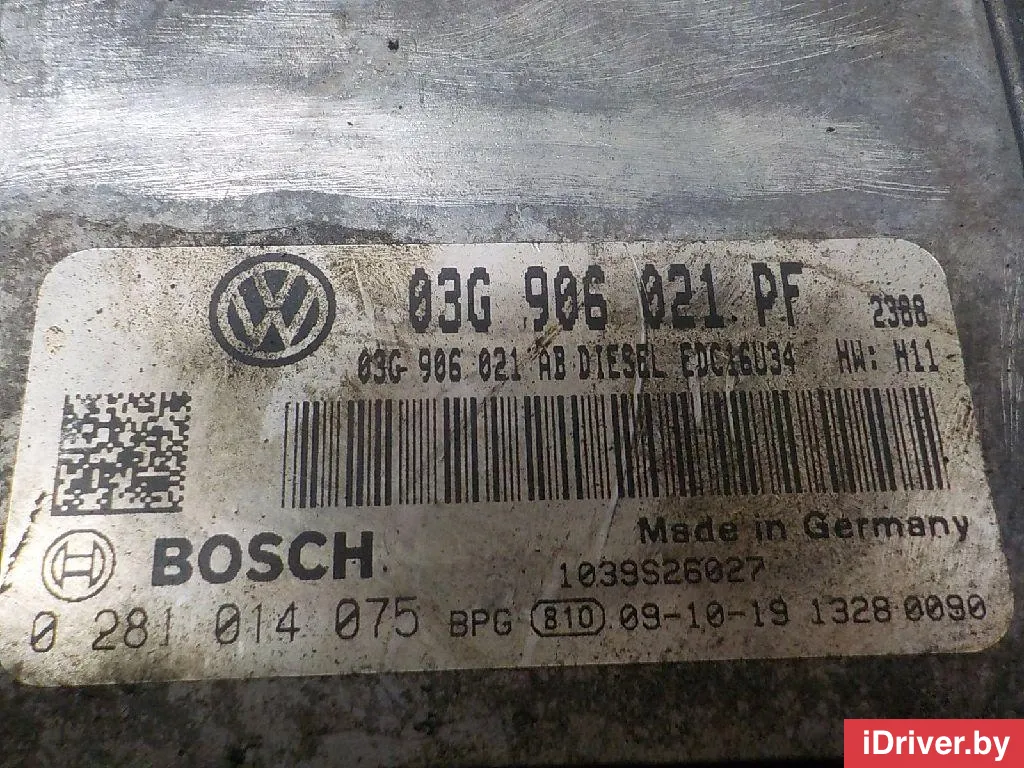 03G 906 021 PF 2388
03G 906 021 AB DIESEL EDC16U34 HW: H11
BOSCH
Made in Germany
1039S26027
0 281 014 075 BPG 810 09-10-19 1328 0090
iDriver.by